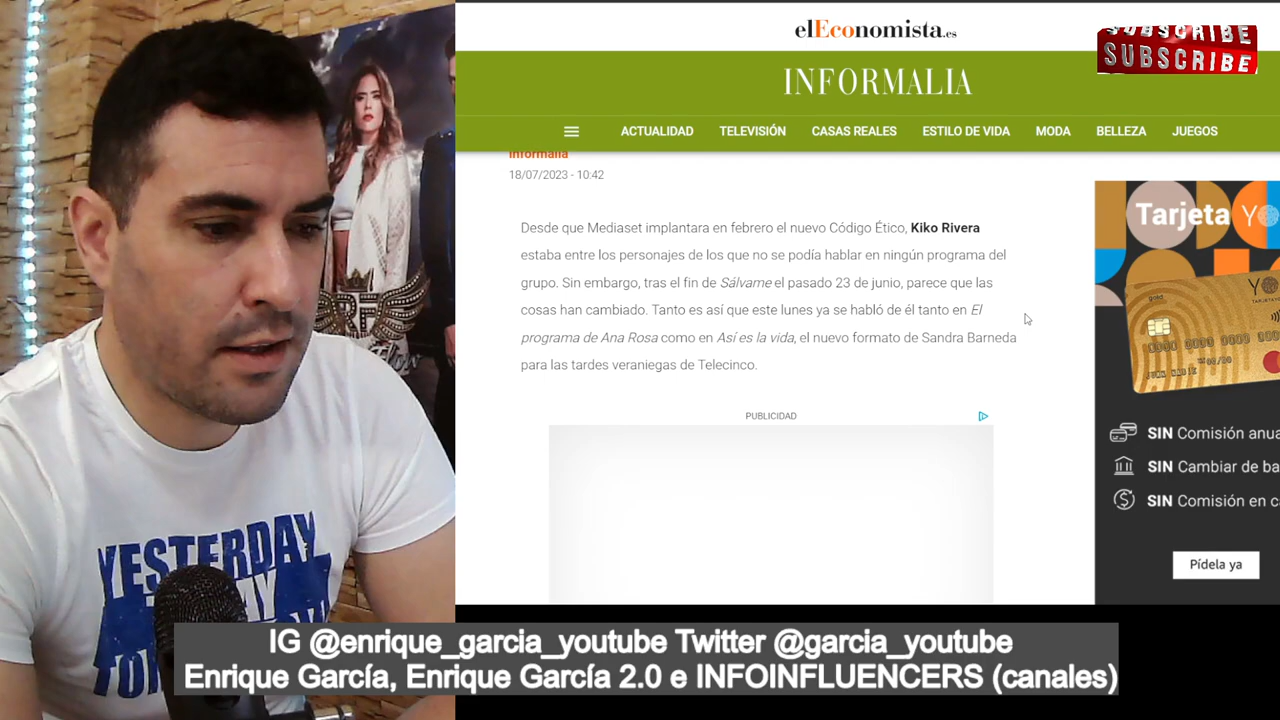 elEconomista.es
SUBSCRIBE
SUBSCRIBE
INFORMALIA
ACTUALIDAD TELEVISIÓN CASAS REALES ESTILO DE VIDA MODA BELLEZA JUEGOS
Informalia
18/07/2023 - 10:42
Desde que Mediaset implantara en febrero el nuevo Código Ético, Kiko Rivera
estaba entre los personajes de los que no se podía hablar en ningún programa del
grupo. Sin embargo, tras el fin de Sálvame el pasado 23 de junio, parece que las
cosas han cambiado. Tanto es así que este lunes ya se habló de él tanto en El
programa de Ana Rosa como en Así es la vida, el nuevo formato de Sandra Barneda
para las tardes veraniegas de Telecinco.
PUBLICIDAD
Tarjeta YO
gold
SIN Comisión anua
SIN Cambiar de ba
SIN Comisión en c
Pídela ya
YESTERDAY
IG @enrique_garcia_youtube Twitter @garcia_youtube
Enrique García, Enrique García 2.0 e INFOINFLUENCERS (canales)